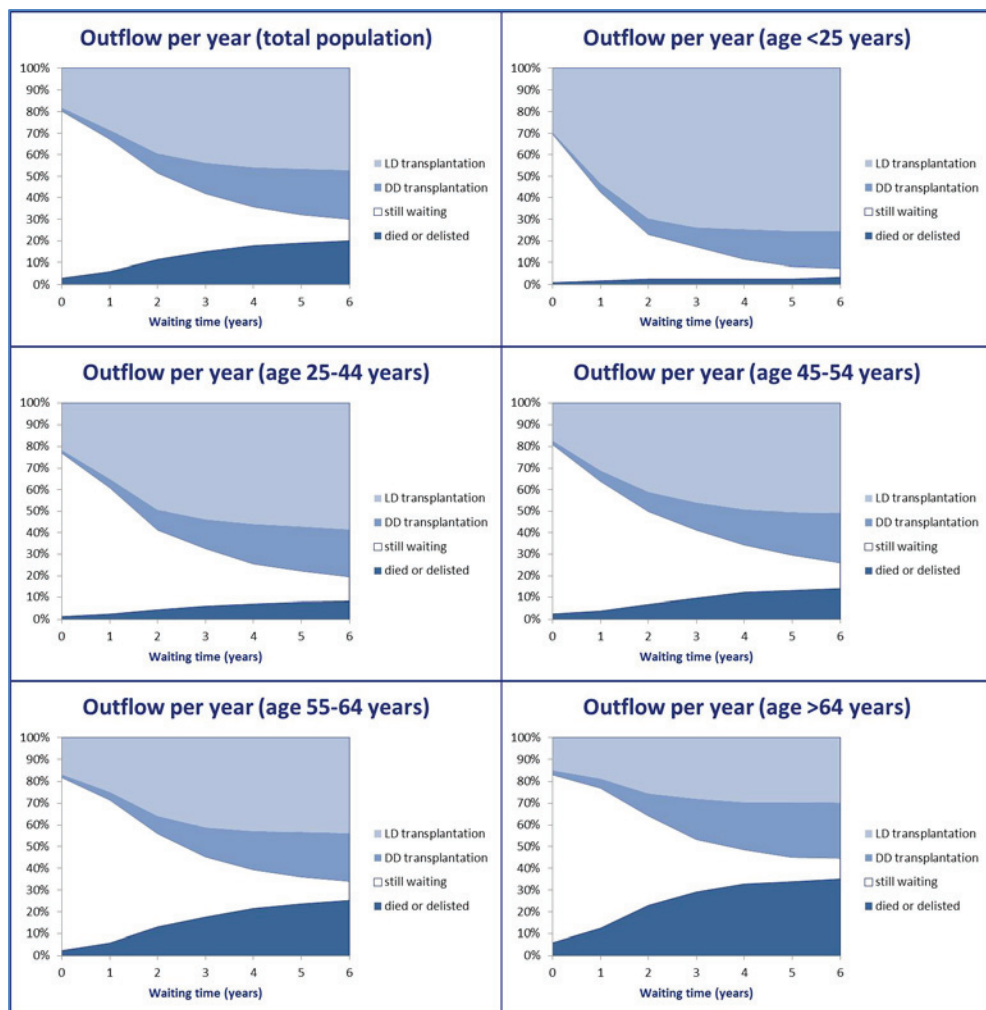 Outflow per year (total population)
100%
90%
80%
70%
60%
50%
40%
30%
20%
10%
0%
0 1 2 3 4 5 6
Waiting time (years)
LD transplantation
DD transplantation
still waiting
died or delisted
Outflow per year (age <25 years)
100%
90%
80%
70%
60%
50%
40%
30%
20%
10%
0%
0 1 2 3 4 5 6
Waiting time (years)
LD transplantation
DD transplantation
still waiting
died or delisted
Outflow per year (age 25-44 years)
100%
90%
80%
70%
60%
50%
40%
30%
20%
10%
0%
0 1 2 3 4 5 6
Waiting time (years)
LD transplantation
DD transplantation
still waiting
died or delisted
Outflow per year (age 45-54 years)
100%
90%
80%
70%
60%
50%
40%
30%
20%
10%
0%
0 1 2 3 4 5 6
Waiting time (years)
LD transplantation
DD transplantation
still waiting
died or delisted
Outflow per year (age 55-64 years)
100%
90%
80%
70%
60%
50%
40%
30%
20%
10%
0%
0 1 2 3 4 5 6
Waiting time (years)
LD transplantation
DD transplantation
still waiting
died or delisted
Outflow per year (age >64 years)
100%
90%
80%
70%
60%
50%
40%
30%
20%
10%
0%
0 1 2 3 4 5 6
Waiting time (years)
LD transplantation
DD transplantation
still waiting
died or delisted